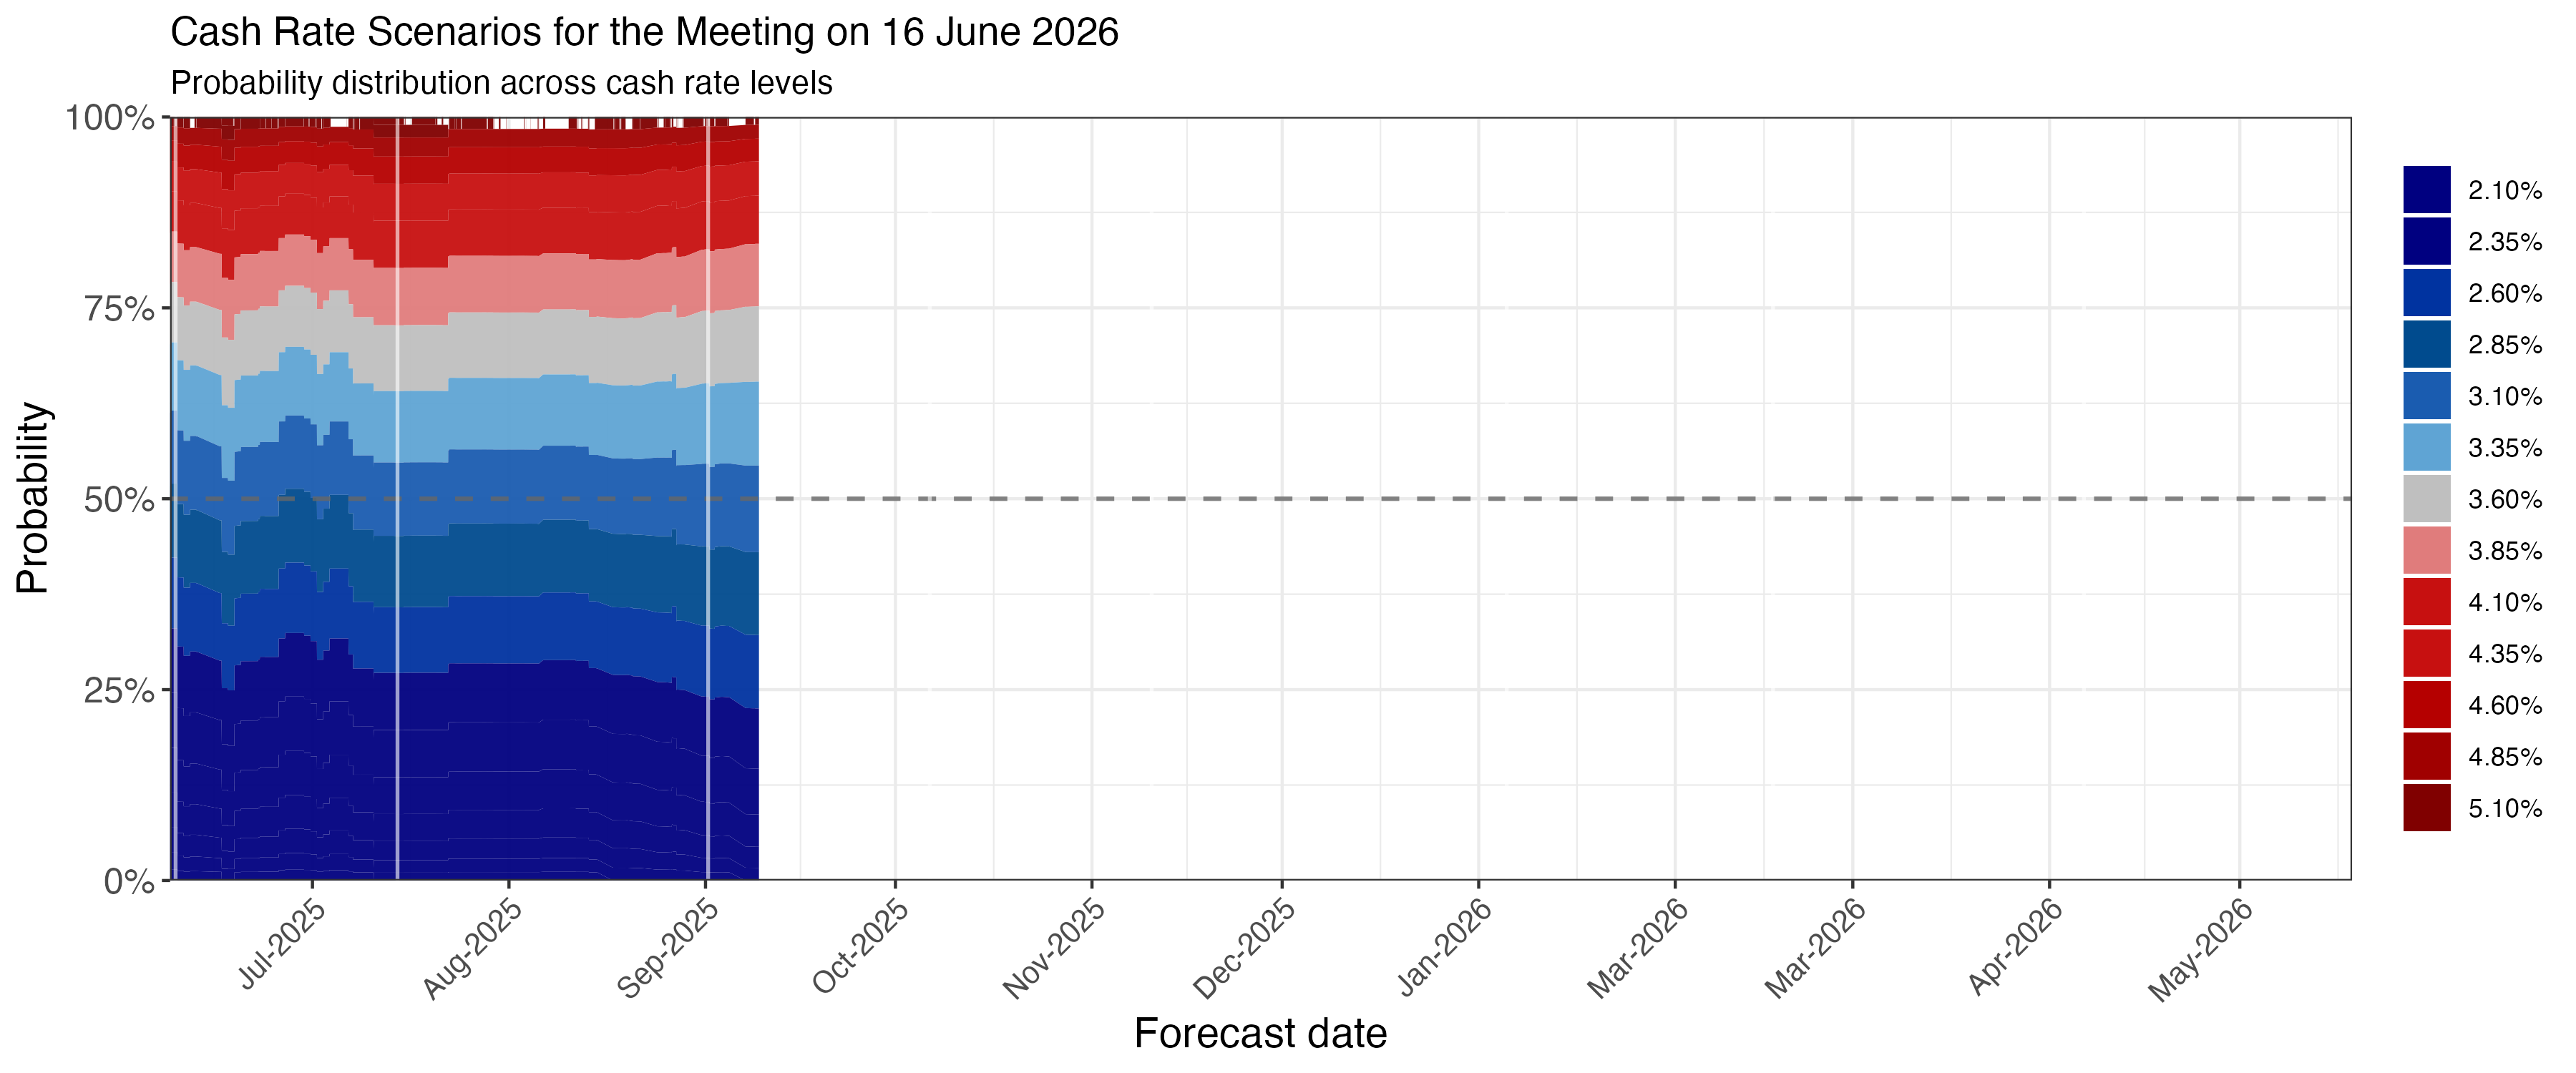 Cash Rate Scenarios for the Meeting on 16 June 2026
Probability distribution across cash rate levels
100%
75%
50%
25%
0%
Probability
Jul-2025
Aug-2025
Sep-2025
Oct-2025
Nov-2025
Dec-2025
Jan-2026
Mar-2026
Mar-2026
Apr-2026
May-2026
Forecast date
2.10%
2.35%
2.60%
2.85%
3.10%
3.35%
3.60%
3.85%
4.10%
4.35%
4.60%
4.85%
5.10%